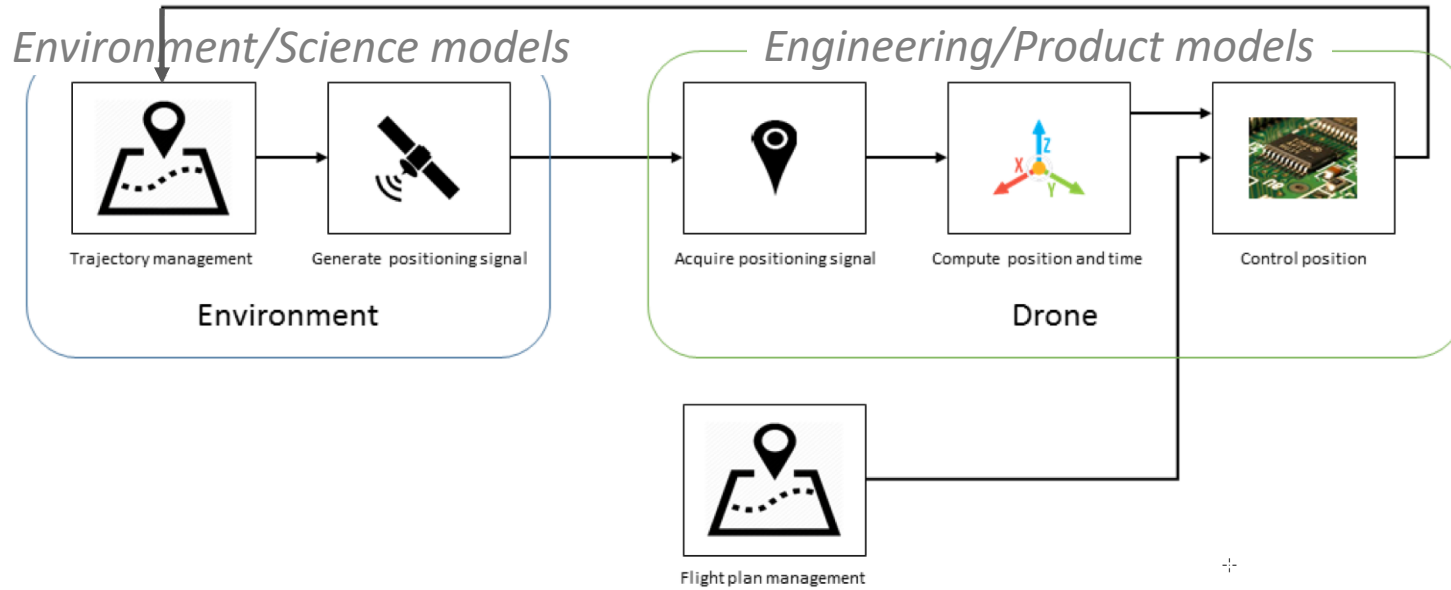 Environment/Science models
Engineering/Product models
X
Z
Y
Trajectory management
Generate positioning signal
Acquire positioning signal
Compute position and time
Control position
Environment
Drone
Flight plan management